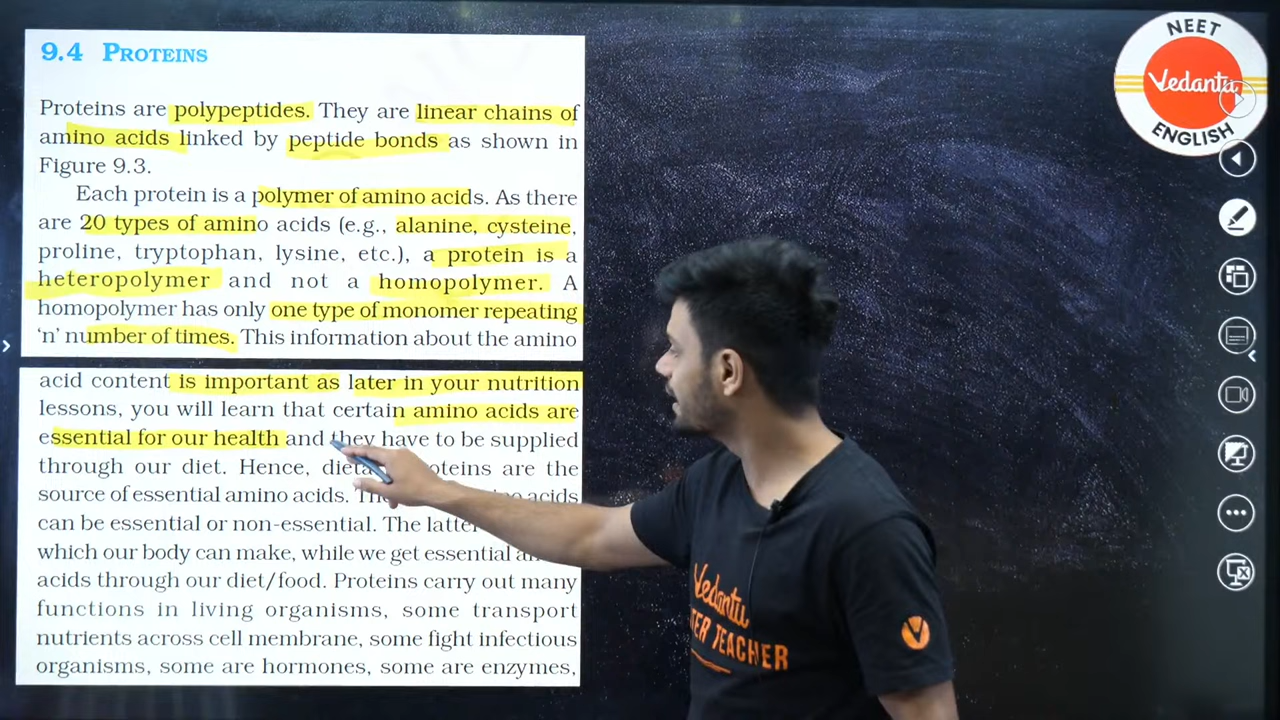 9.4 PROTEINS
Proteins are polypeptides. They are linear chains of
amino acids linked by peptide bonds as shown in
Figure 9.3.
Each protein is a polymer of amino acids. As there
are 20 types of amino acids (e.g., alanine, cysteine,
proline, tryptophan, lysine, etc.), a protein is a
heteropolymer and not a homopolymer. A
homopolymer has only one type of monomer repeating
'n' number of times. This information about the amino
acid content is important as later in your nutrition
lessons, you will learn that certain amino acids are
essential for our health and they have to be supplied
through our diet. Hence, are the
source of essential amino acids. acids
can be essential or non-essential. The
which our body can make, while we get essential
acids through our diet/food. Proteins carry out many
functions in living organisms, some transport
nutrients across cell membrane, some fight infectious
organisms, some are hormones, some are enzymes,
NEET
Vedantu
ENGLISH
Vedantu
TEACHER